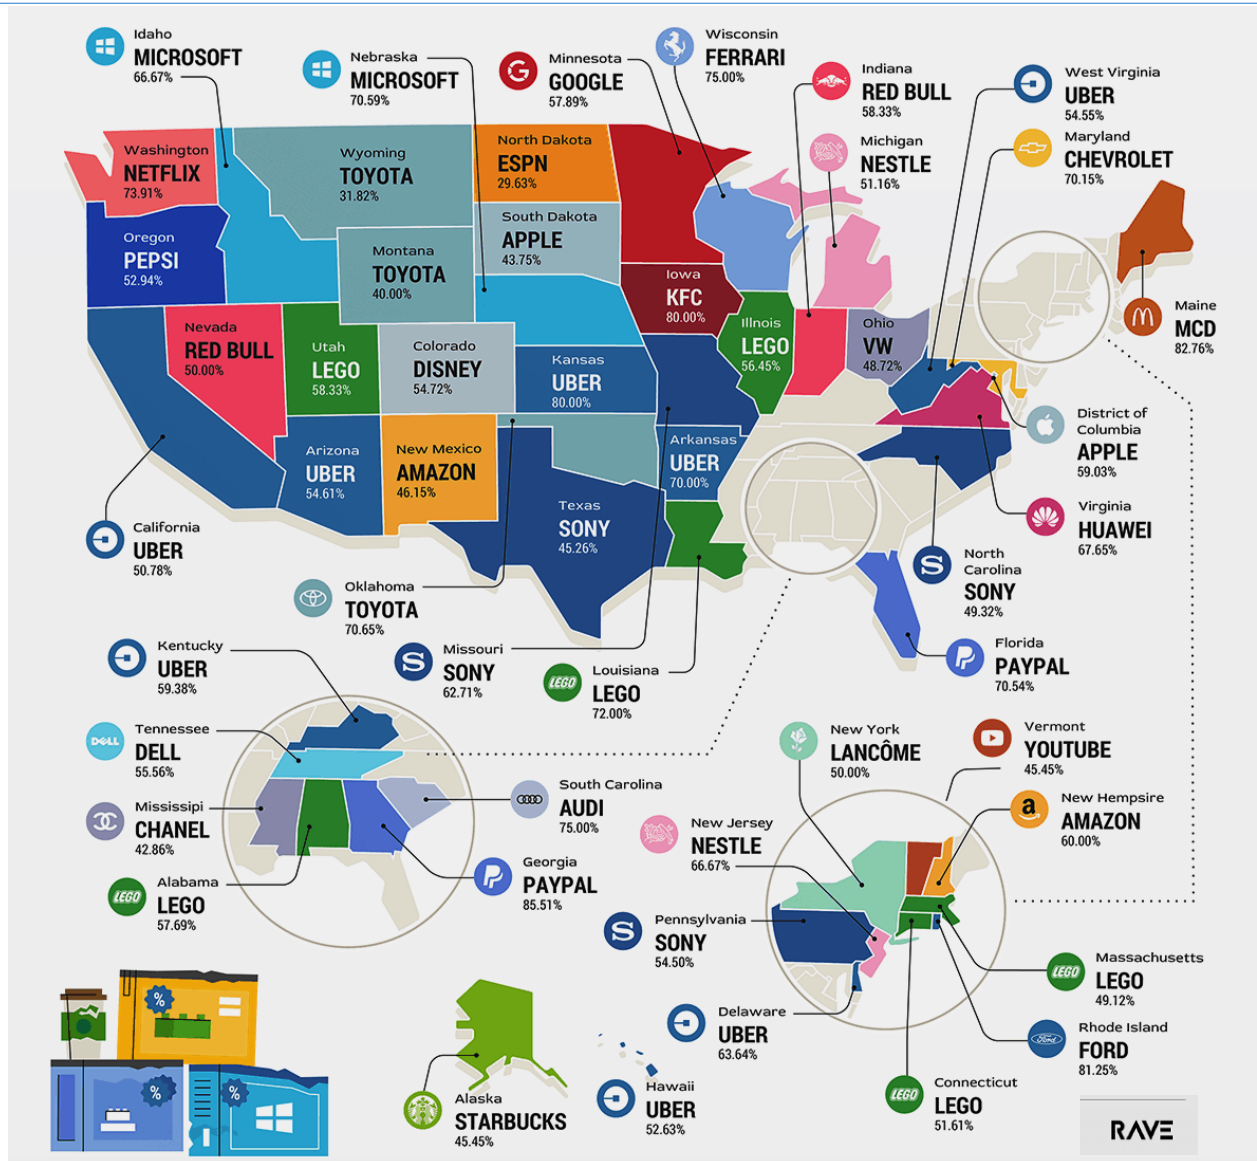 Idaho
MICROSOFT
66.67%
Nebraska
MICROSOFT
70.59%
Minnesota
GOOGLE
57.89%
Wisconsin
FERRARI
75.00%
Indiana
RED BULL
58.33%
West Virginia
UBER
54.55%
Michigan
NESTLE
51.16%
Maryland
CHEVROLET
70.15%
Washington
NETFLIX
73.91%
Wyoming
TOYOTA
31.82%
North Dakota
ESPN
29.63%
Oregon
PEPSI
52.94%
Montana
TOYOTA
40.00%
South Dakota
APPLE
43.75%
Iowa
KFC
80.00%
Maine
MCD
82.76%
Nevada
RED BULL
50.00%
Utah
LEGO
58.33%
Colorado
DISNEY
54.72%
Kansas
UBER
80.00%
Illnois
LEGO
56.45%
Ohio
VW
48.72%
District of
Columbia
APPLE
59.03%
Arizona
UBER
54.61%
New Mexico
AMAZON
46.15%
Arkansas
UBER
70.00%
Texas
SONY
45.26%
Virginia
HUAWEI
67.65%
California
UBER
50.78%
North
Carolina
SONY
49.32%
Oklahoma
TOYOTA
70.65%
Missouri
SONY
62.71%
LEGO
Louisiana
LEGO
72.00%
Florida
PAYPAL
70.54%
Kentucky
UBER
59.38%
DELL
Tennessee
DELL
55.56%
Mississipi
CHANEL
42.86%
LEGO
Alabama
LEGO
57.69%
South Carolina
AUDI
75.00%
Georgia
PAYPAL
85.51%
New York
LANCÔME
50.00%
Vermont
YOUTUBE
45.45%
a
New Hempsire
AMAZON
60.00%
New Jersey
NESTLE
66.67%
Pennsylvania
SONY
54.50%
LEGO
Massachusetts
LEGO
49.12%
Delaware
UBER
63.64%
Ford
Rhode Island
FORD
81.25%
LEGO
Connecticut
LEGO
51.61%
Alaska
STARBUCKS
45.45%
Hawaii
UBER
52.63%
%
%
%
RAVE